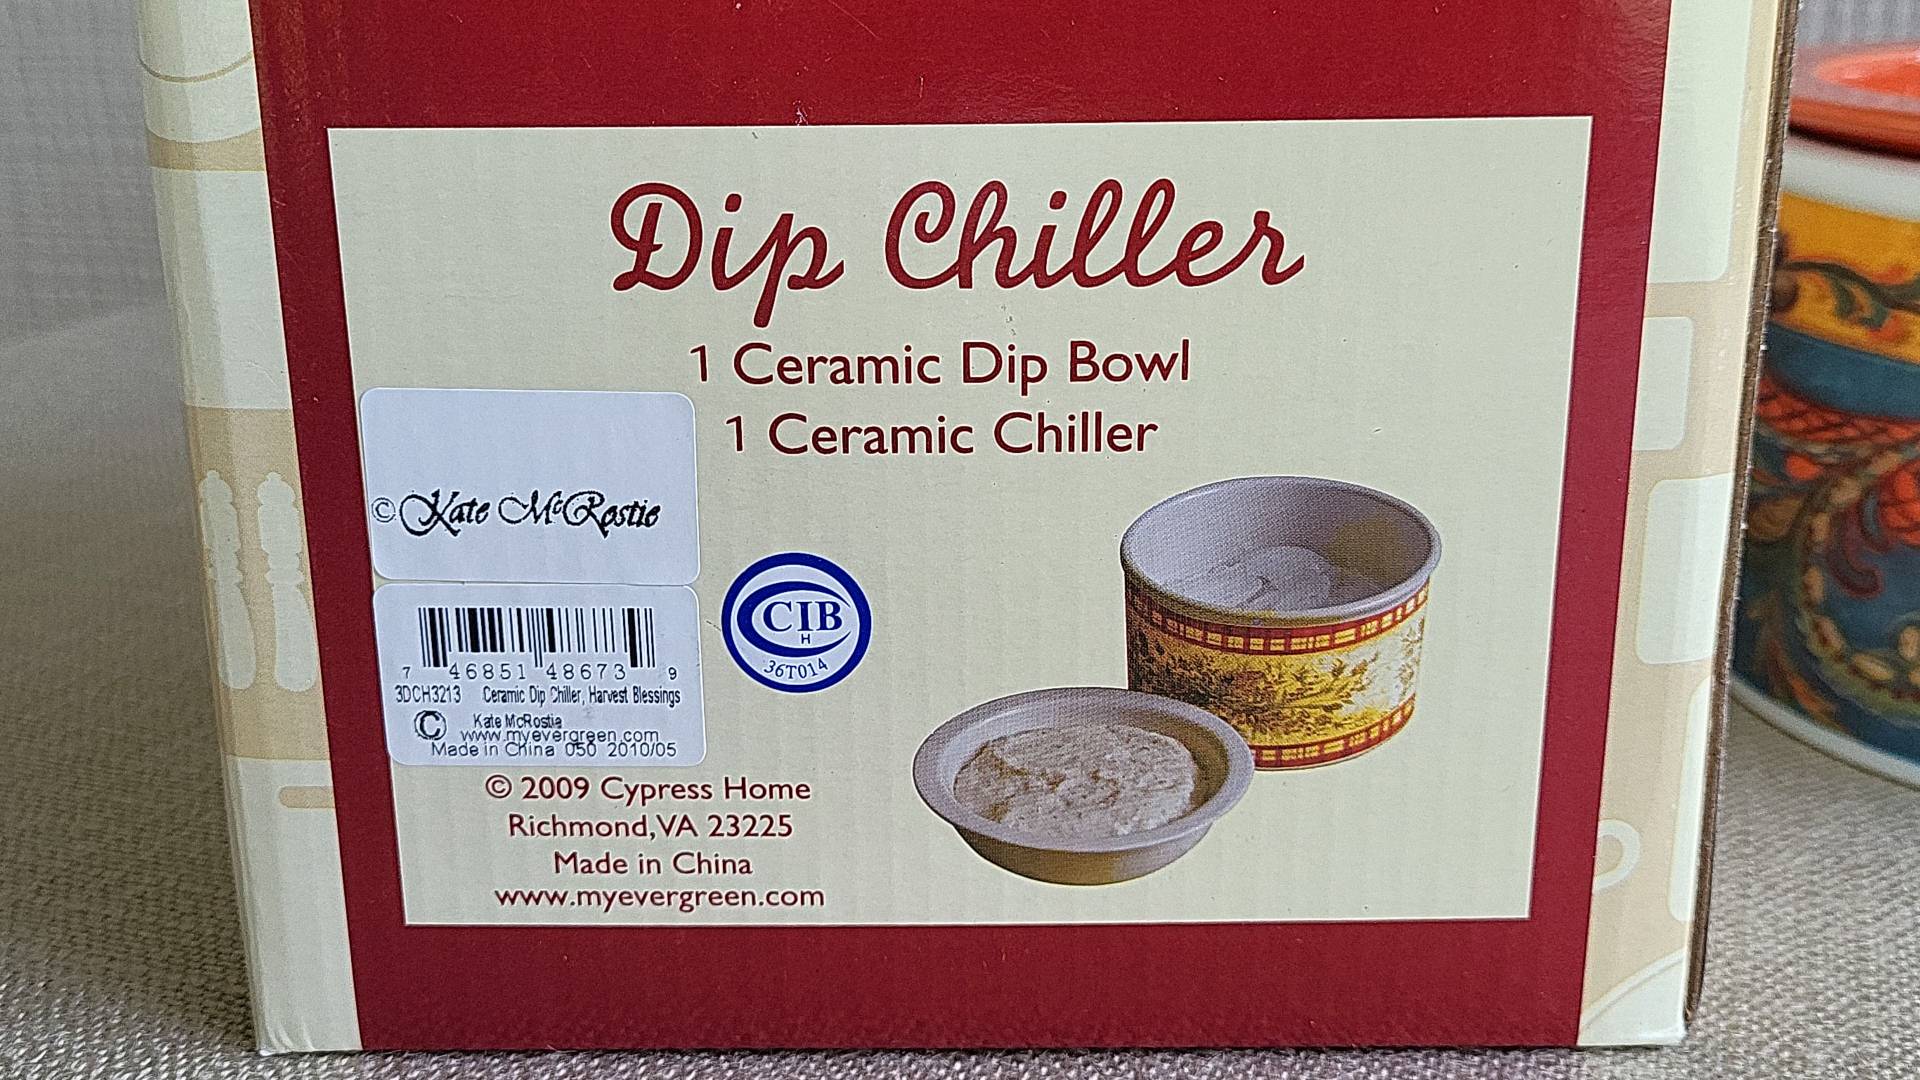 Dip Chiller
1 Ceramic Dip Bowl
1 Ceramic Chiller
© Kate McRostie
CIB
H
36T014
7 46851 48673 9
3DCH3213 Ceramic Dip Chiller, Harvest Blessings
© Kate McRostie
www.myevergreen.com
Made in China 050 2010/05
© 2009 Cypress Home
Richmond, VA 23225
Made in China
www.myevergreen.com